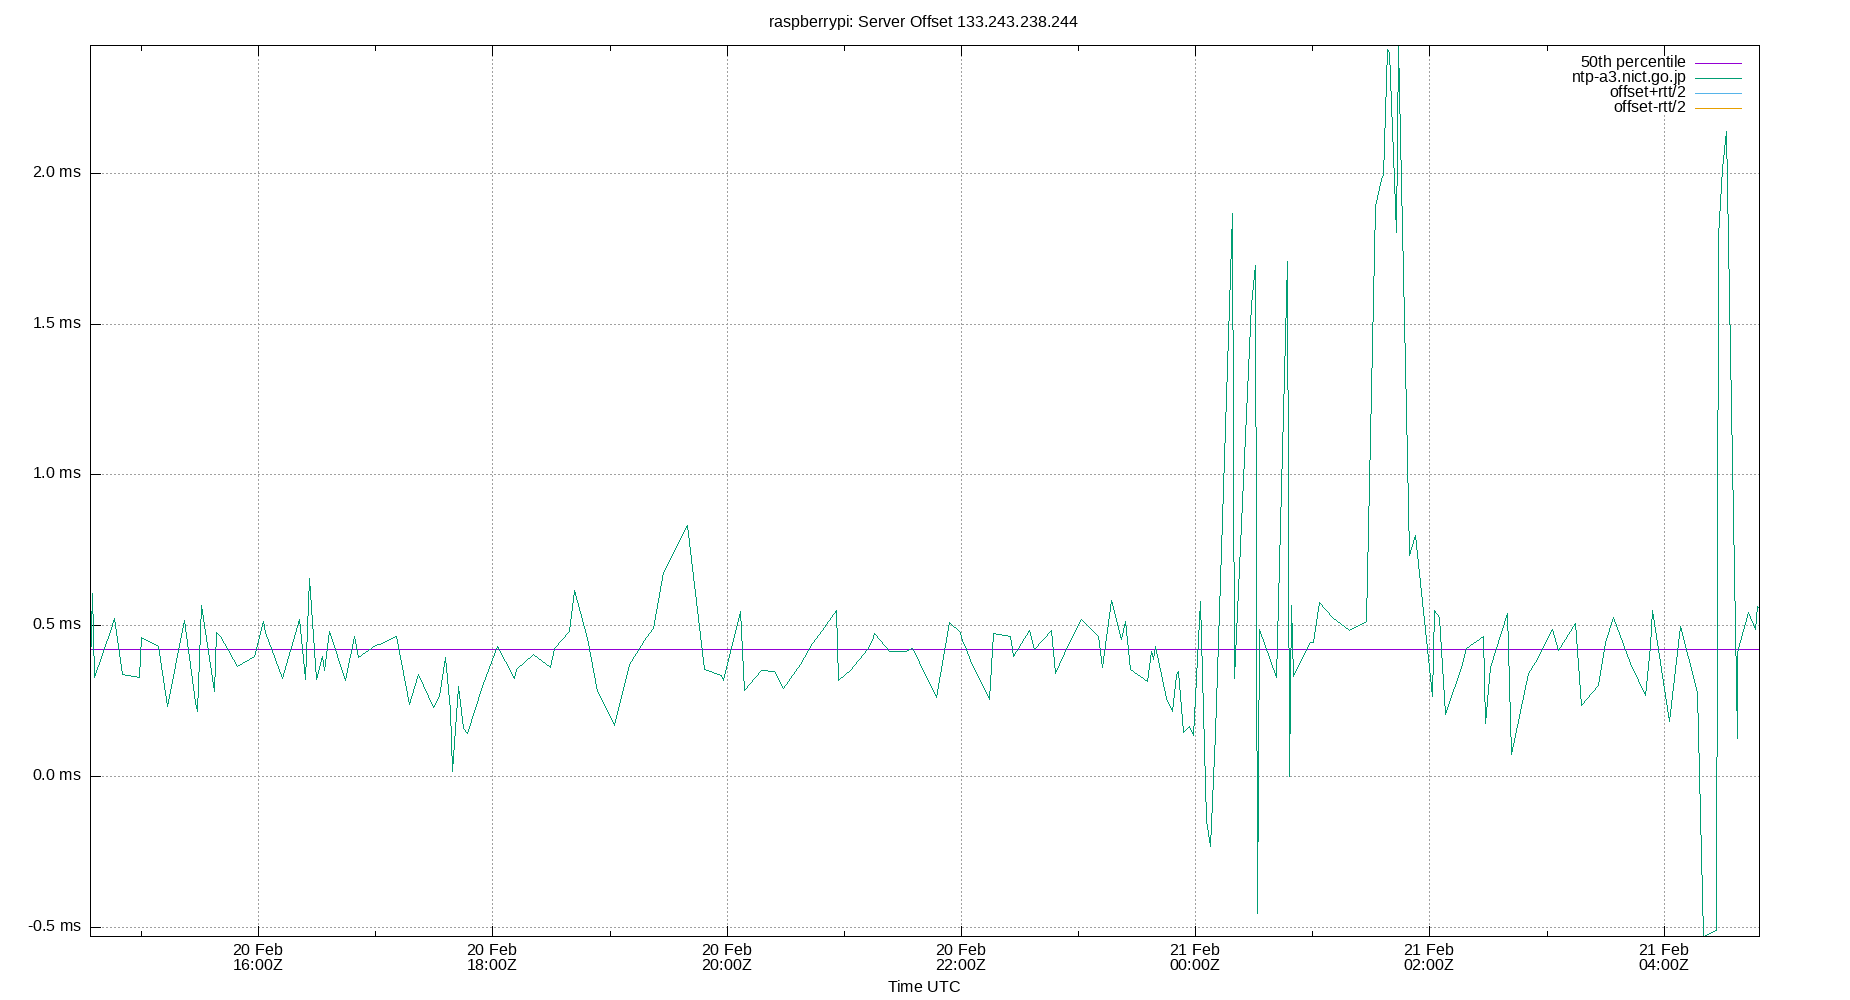 raspberrypi: Server Offset 133.243.238.244
50th percentile
ntp-a3.nict.go.jp
offset+rtt/2
offset-rtt/2
2.0 ms
1.5 ms
1.0 ms
0.5 ms
0.0 ms
-0.5 ms
20 Feb 20 Feb 20 Feb 20 Feb 21 Feb 21 Feb 21 Feb
16:00Z 18:00Z 20:00Z 22:00Z 00:00Z 02:00Z 04:00Z
Time UTC